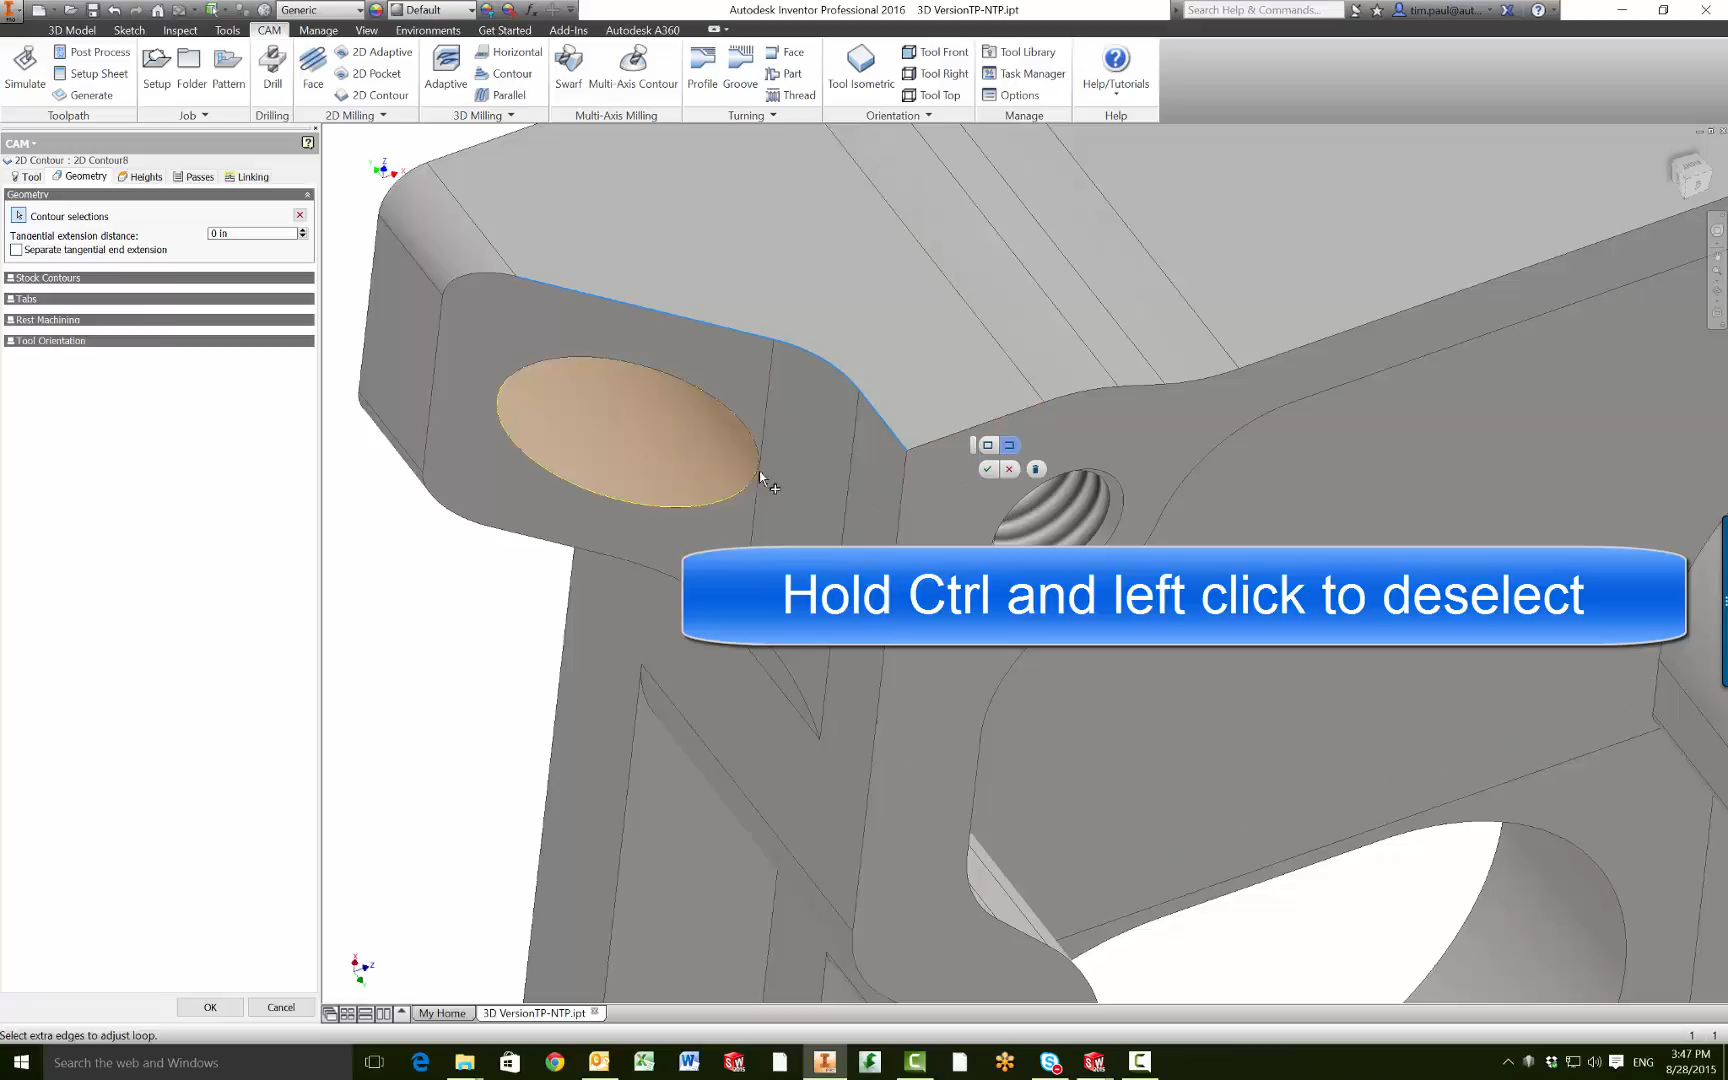 Generic
Default
Autodesk Inventor Professional 2016 3D VersionTP-NTP.ipt
Search Help & Commands...
tim.paul@aut...
3D Model Sketch Inspect Tools CAM Manage View Environments Get Started Add-Ins Autodesk A360
Simulate
Post Process
Setup Sheet
Generate
Toolpath
Setup Folder Pattern
Job
Drill
Drilling
Face
2D Adaptive
2D Pocket
2D Contour
2D Milling
Adaptive
Horizontal
Contour
Parallel
3D Milling
Swarf Multi-Axis Contour
Multi-Axis Milling
Profile Groove
Face
Part
Thread
Turning
Tool Isometric
Tool Front
Tool Right
Tool Top
Orientation
Tool Library
Task Manager
Options
Manage
Help/Tutorials
Help
CAM
2D Contour : 2D Contour8
Tool Geometry Heights Passes Linking
Geometry
Contour selections
Tangential extension distance: 0 in
Separate tangential end extension
Stock Contours
Tabs
Rest Machining
Tool Orientation
Hold Ctrl and left click to deselect
OK Cancel
My Home 3D VersionTP-NTP.ipt
Select extra edges to adjust loop. 1 1
Search the web and Windows
ENG
3:47 PM
8/28/2015